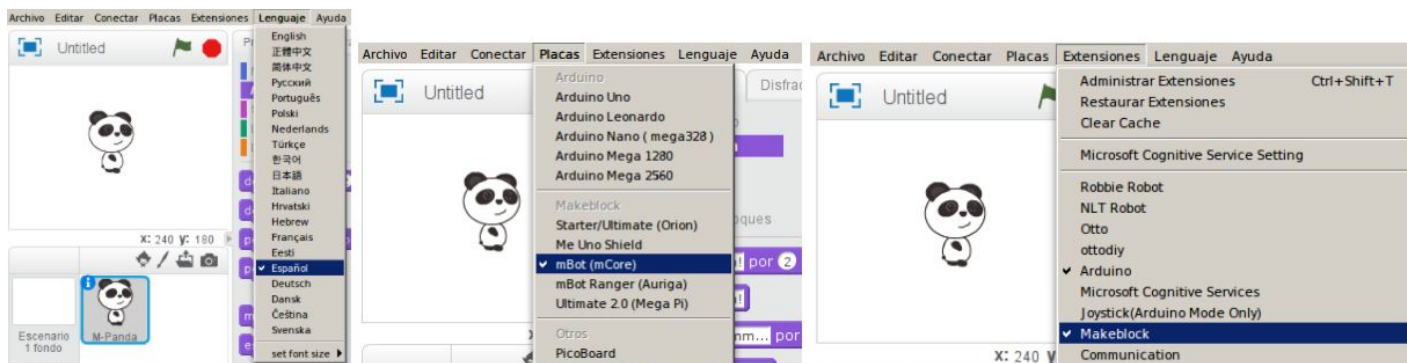 Archivo Editar Conectar Placas Extensiones Lenguaje Ayuda
Untitled
English
正體中文
简体中文
Русский
Português
Polski
Nederlands
Türkçe
한국어
日本語
Italiano
Hrvatski
Hebrew
Français
Eesti
Español
Deutsch
Dansk
Čeština
Svenska
set font size
x: 240 y: 180
Escenario
1 fondo
M-Panda
Archivo Editar Conectar Placas Extensiones Lenguaje Ayuda
Untitled
Arduino
Arduino Uno
Arduino Leonardo
Arduino Nano ( mega328 )
Arduino Mega 1280
Arduino Mega 2560
Makeblock
Starter/Ultimate (Orion)
Me Uno Shield
mBot (mCore)
mBot Ranger (Auriga)
Ultimate 2.0 (Mega Pi)
Otros
PicoBoard
por 2
por
Archivo Editar Conectar Placas Extensiones Lenguaje Ayuda
Untitled
Administrar Extensiones Ctrl+Shift+T
Restaurar Extensiones
Clear Cache
Microsoft Cognitive Service Setting
Robbie Robot
NLT Robot
Otto
ottodiy
Arduino
Microsoft Cognitive Services
Joystick(Arduino Mode Only)
Makeblock
Communication
x: 240 y